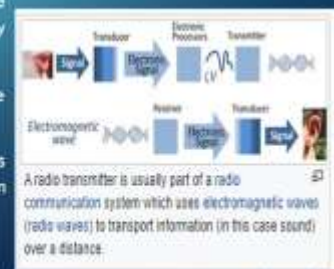 Electronic
Transducer Processors Transmitter
Signal Electronic Signal
Electromagnetic wave
Receiver Transducer
Electronic Signal Signal
A radio transmitter is usually part of a radio
communication system which uses electromagnetic waves
(radio waves) to transport information (in this case sound)
over a distance.